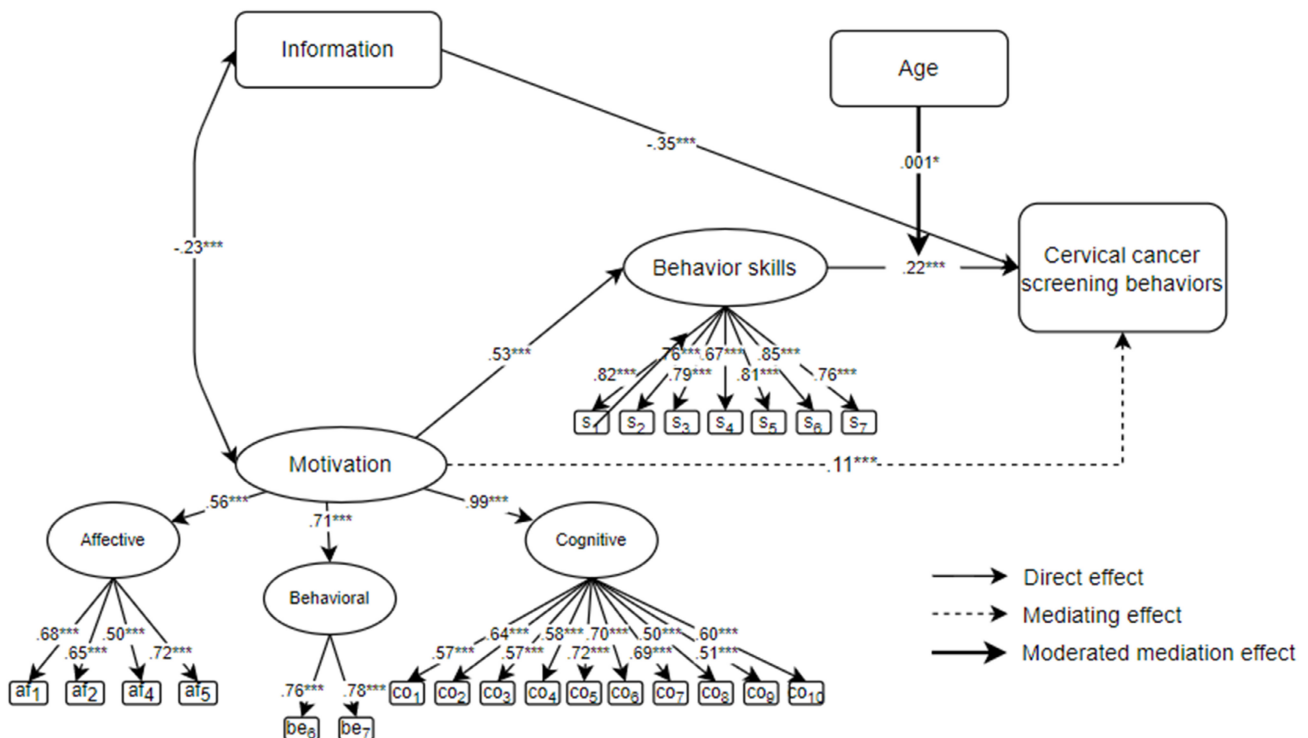 Information
Age
-.35***
.001*
-.23***
Behavior skills
.22***
Cervical cancer
screening behaviors
.53***
.76***
.67***
.85***
.82***
.79***
.81***
.76***
s1
s2
s3
s4
s5
s6
s7
Motivation
.11***
.56***
.71***
.99***
Affective
Cognitive
Behavioral
Direct effect
Mediating effect
Moderated mediation effect
.68***
.50***
.65***
.72***
.64***
.58***
.70***
.50***
.60***
.57***
.57***
.72***
.69***
.51***
af1
af2
af4
af5
.76***
.78***
co1
co2
co3
co4
co5
co6
co7
co8
co9
co10
be6
be7